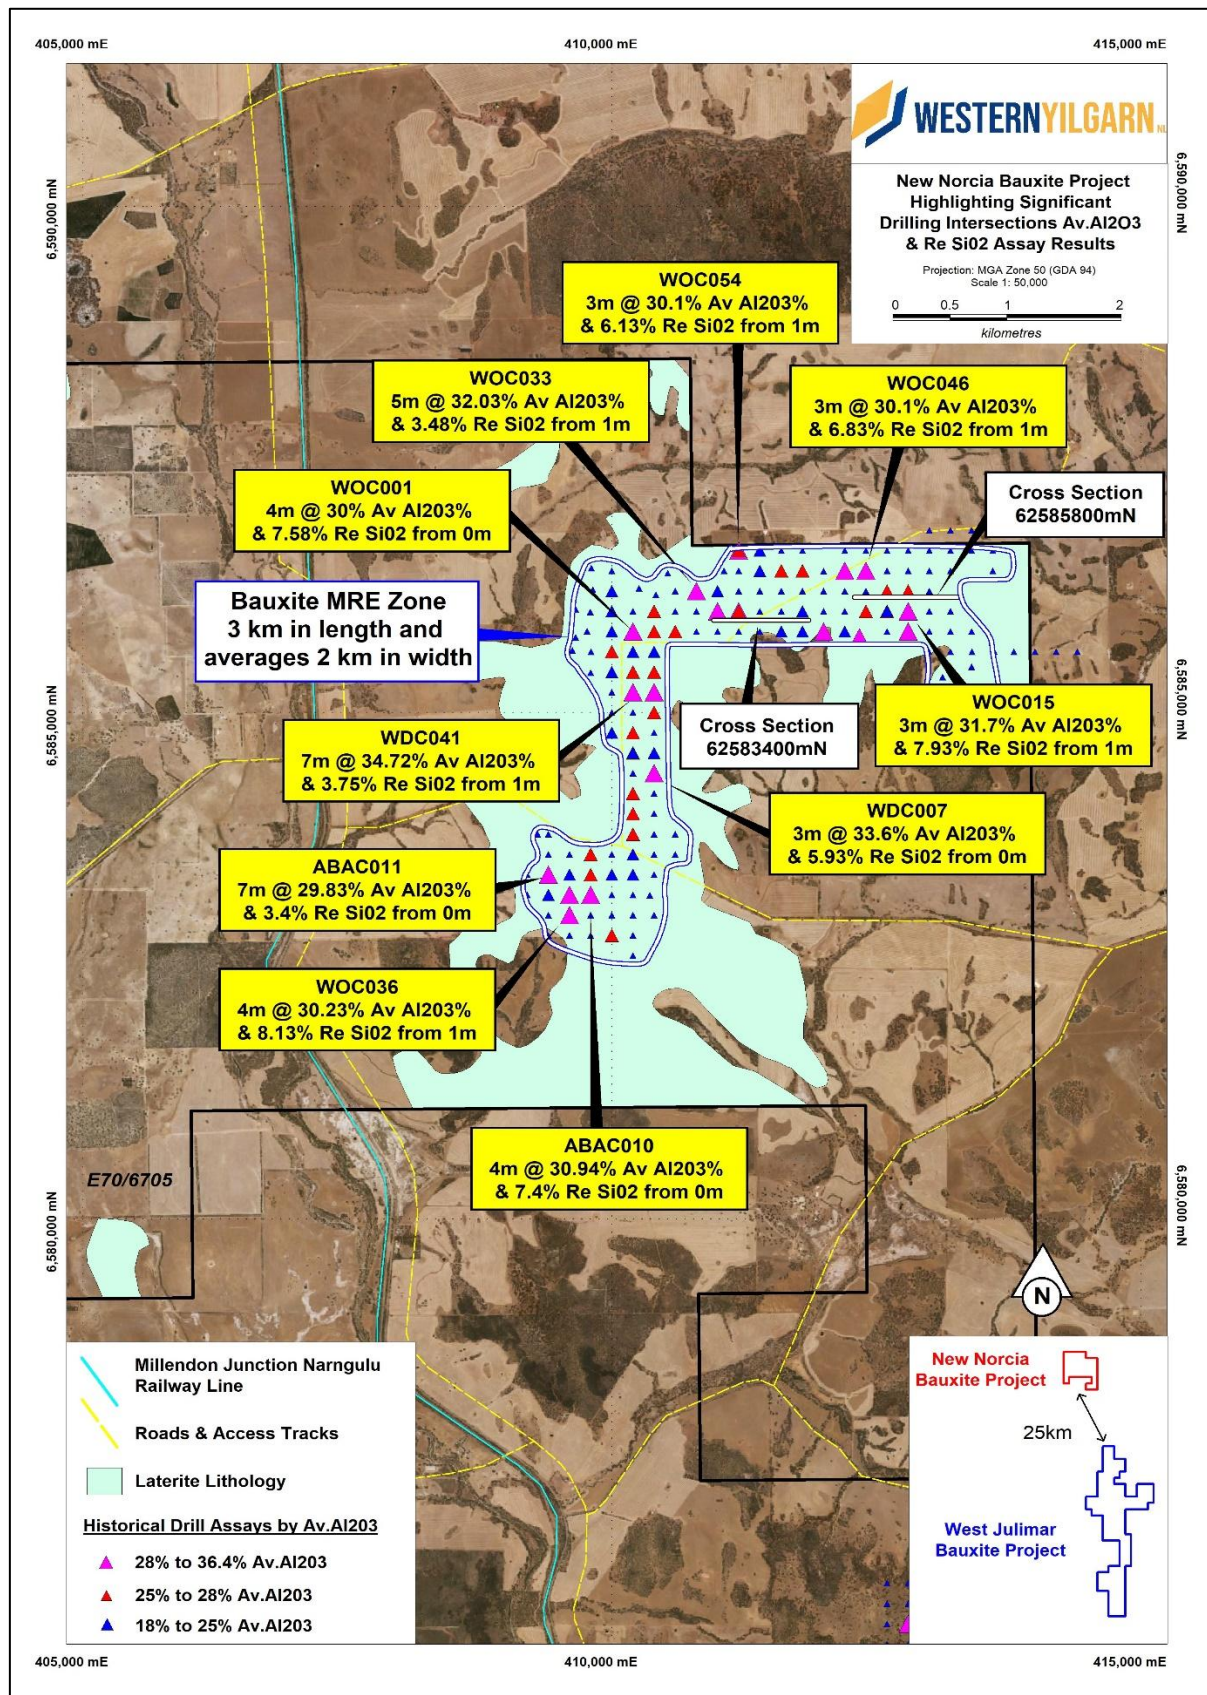 405,000 mE
410,000 mE
415,000 mE
WESTERNYILGARN NL
New Norcia Bauxite Project
Highlighting Significant
Drilling Intersections Av.Al2O3
& Re Si02 Assay Results
Projection: MGA Zone 50 (GDA 94)
Scale 1: 50,000
0 0.5 1 2
kilometres
6,590,000 mN
6,590,000 mN
WOC054
3m @ 30.1% Av Al203%
& 6.13% Re Si02 from 1m
WOC033
5m @ 32.03% Av Al203%
& 3.48% Re Si02 from 1m
WOC046
3m @ 30.1% Av Al203%
& 6.83% Re Si02 from 1m
WOC001
4m @ 30% Av Al203%
& 7.58% Re Si02 from 0m
Cross Section
62585800mN
Bauxite MRE Zone
3 km in length and
averages 2 km in width
6,585,000 mN
6,585,000 mN
WOC015
3m @ 31.7% Av Al203%
& 7.93% Re Si02 from 1m
Cross Section
62583400mN
WDC041
7m @ 34.72% Av Al203%
& 3.75% Re Si02 from 1m
WDC007
3m @ 33.6% Av Al203%
& 5.93% Re Si02 from 0m
ABAC011
7m @ 29.83% Av Al203%
& 3.4% Re Si02 from 0m
WOC036
4m @ 30.23% Av Al203%
& 8.13% Re Si02 from 1m
ABAC010
4m @ 30.94% Av Al203%
& 7.4% Re Si02 from 0m
E70/6705
6,580,000 mN
6,580,000 mN
N
Millendon Junction Narngulu
Railway Line
Roads & Access Tracks
Laterite Lithology
Historical Drill Assays by Av.Al203
28% to 36.4% Av.Al203
25% to 28% Av.Al203
18% to 25% Av.Al203
New Norcia
Bauxite Project
25km
West Julimar
Bauxite Project
405,000 mE
410,000 mE
415,000 mE